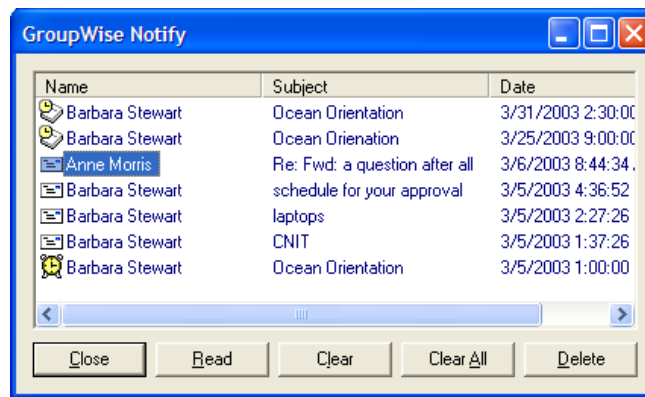 GroupWise Notify
Name Subject Date
Barbara Stewart Ocean Orientation 3/31/2003 2:30:00
Barbara Stewart Ocean Orienation 3/25/2003 9:00:00
Anne Morris Re: Fwd: a question after all 3/6/2003 8:44:34
Barbara Stewart schedule for your approval 3/5/2003 4:36:52
Barbara Stewart laptops 3/5/2003 2:27:26
Barbara Stewart CNIT 3/5/2003 1:37:26
Barbara Stewart Ocean Orientation 3/5/2003 1:00:00
Close Read Clear Clear All Delete